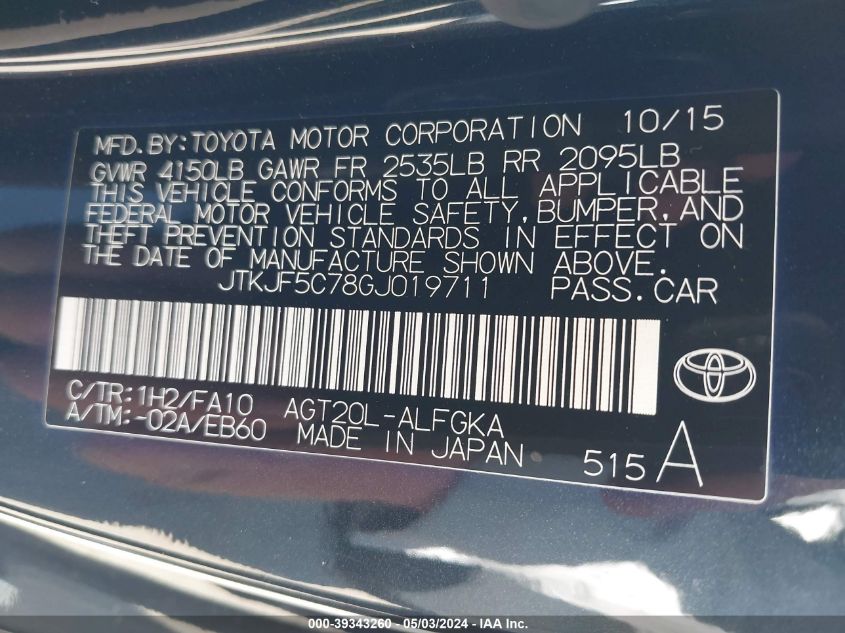 MFD. BY: TOYOTA MOTOR CORPORATION 10/15
GVWR 4150LB GAWR FR 2535LB RR 2095LB
THIS VEHICLE CONFORMS TO ALL APPLICABLE
FEDERAL MOTOR VEHICLE SAFETY, BUMPER, AND
THEFT PREVENTION STANDARDS IN EFFECT ON
THE DATE OF MANUFACTURE SHOWN ABOVE.
JTKJF5C78GJ019711 PASS. CAR
C/TR: 1H2/FA10 AGT20L-ALFGKA
A/TM: -02A/EB60 MADE IN JAPAN 515 A
000-39343260 - 05/03/2024 - IAA Inc.